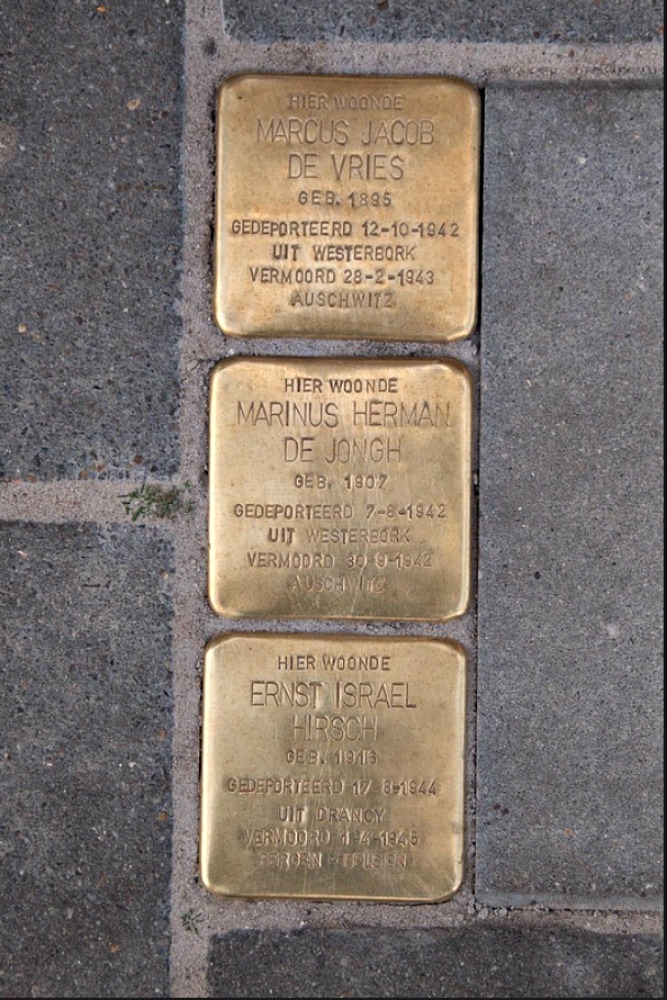 HIER WOONDE
MARCUS JACOB
DE VRIES
GEB. 1895
GEDEPORTEERD 12-10-1942
UIT WESTERBORK
VERMOORD 28-2-1943
AUSCHWITZ
HIER WOONDE
MARINUS HERMAN
DE JONGH
GEB. 1907
GEDEPORTEERD 7-8-1942
UIT WESTERBORK
VERMOORD 30-9-1942
AUSCHWITZ
HIER WOONDE
ERNST ISRAEL
HIRSCH
GEB. 1916
GEDEPORTEERD 17-8-1944
UIT DRANCY
VERMOORD 1-4-1945
BERGEN-BELSEN